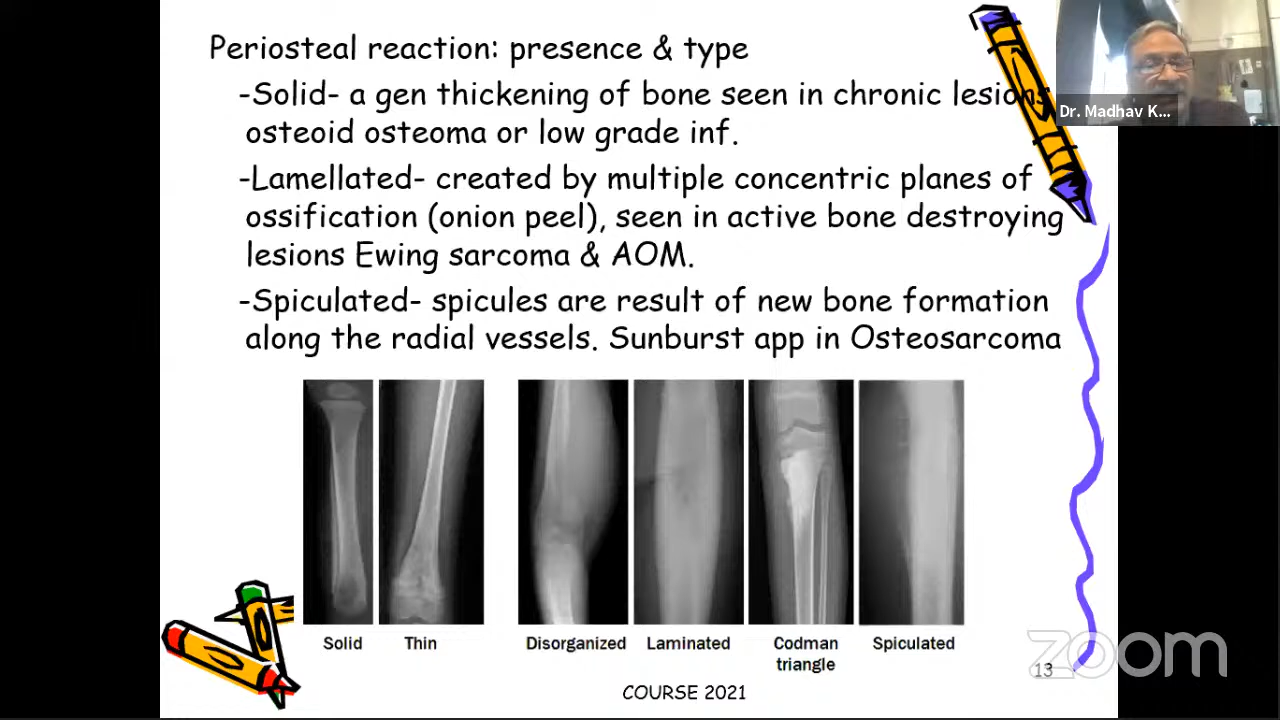 Periosteal reaction: presence & type
-Solid- a gen thickening of bone seen in chronic lesions
osteoid osteoma or low grade inf.
-Lamellated- created by multiple concentric planes of
ossification (onion peel), seen in active bone destroying
lesions Ewing sarcoma & AOM.
-Spiculated- spicules are result of new bone formation
along the radial vessels. Sunburst app in Osteosarcoma
Dr. Madhav K...
Solid
Thin
Disorganized
Laminated
Codman
triangle
Spiculated
COURSE 2021
13
zoom